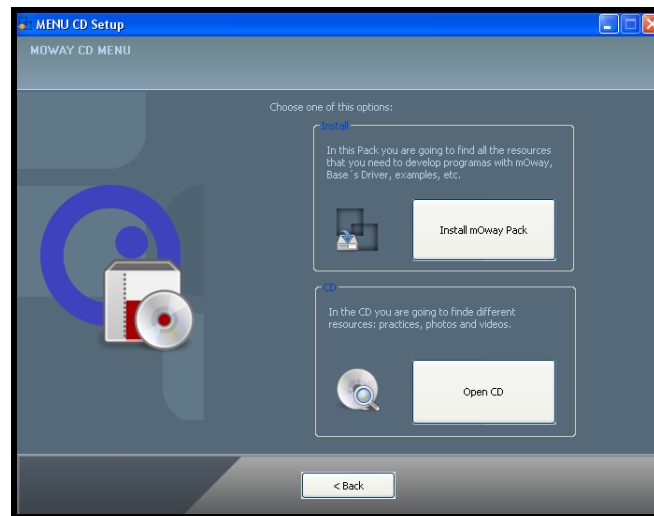 MENU CD Setup
MOWAY CD MENU
Choose one of this options:
Install
In this Pack you are going to find all the resources
that you need to develop programas with mOway,
Base´s Driver, examples, etc.
Install mOway Pack
CD
In the CD you are going to finde different
resources: practices, photos and videos.
Open CD
< Back